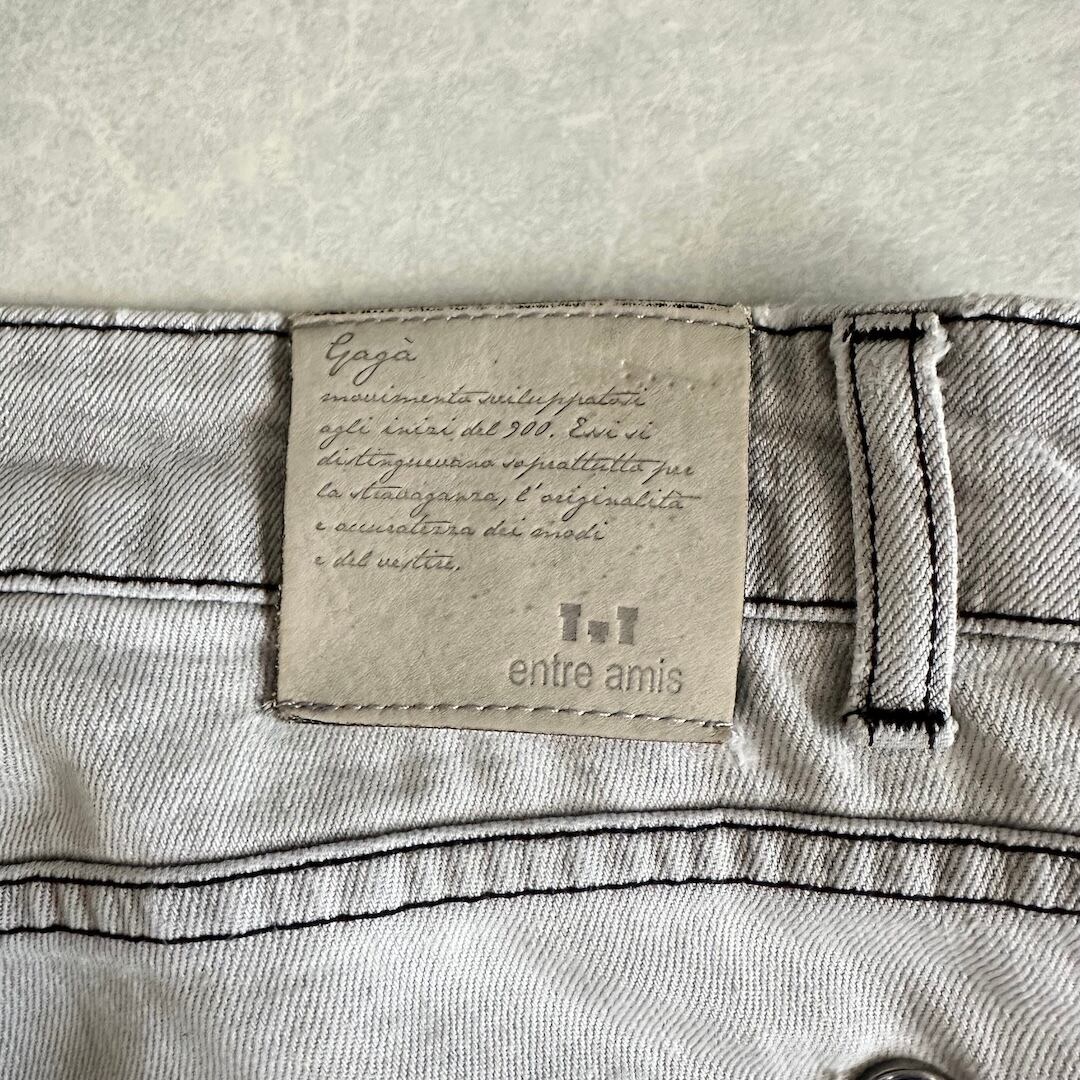 Gagà
movimento sviluppatosi
agli inizi del 900. Essi si
distinguevano soprattutto per
la stravaganza, l'originalità
e accuratezza dei modi
e del vestire.
entre amis